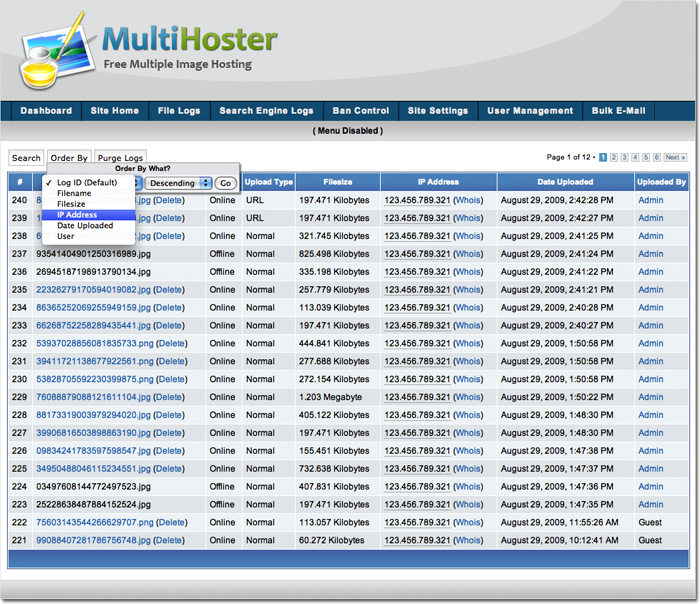 MultiHoster
Free Multiple Image Hosting
Dashboard Site Home File Logs Search Engine Logs Ban Control Site Settings User Management Bulk E-Mail
( Menu Disabled )
Search Order By Purge Logs Page 1 of 12 • 1 2 3 4 5 6 Next »
Order By What?
✓ Log ID (Default) Descending Go
Filename
Filesize
IP Address
Date Uploaded
User
# Upload Type Filesize IP Address Date Uploaded Uploaded By
240 .jpg (Delete) Online URL 197.471 Kilobytes 123.456.789.321 (Whois) August 29, 2009, 2:42:28 PM Admin
239 .jpg (Delete) Online URL 197.471 Kilobytes 123.456.789.321 (Whois) August 29, 2009, 2:42:27 PM Admin
238 .jpg (Delete) Online Normal 321.745 Kilobytes 123.456.789.321 (Whois) August 29, 2009, 2:41:25 PM Admin
237 93541404901250316989.jpg Offline Normal 825.498 Kilobytes 123.456.789.321 (Whois) August 29, 2009, 2:41:24 PM Admin
236 26945187198913790134.jpg Offline Normal 335.198 Kilobytes 123.456.789.321 (Whois) August 29, 2009, 2:41:22 PM Admin
235 22326279170594019082.jpg (Delete) Online Normal 257.779 Kilobytes 123.456.789.321 (Whois) August 29, 2009, 2:41:21 PM Admin
234 86365252069255949159.jpg (Delete) Online Normal 113.039 Kilobytes 123.456.789.321 (Whois) August 29, 2009, 2:40:28 PM Admin
233 66268752258289435441.jpg (Delete) Online Normal 197.471 Kilobytes 123.456.789.321 (Whois) August 29, 2009, 2:40:27 PM Admin
232 53937028856081835733.png (Delete) Online Normal 444.841 Kilobytes 123.456.789.321 (Whois) August 29, 2009, 1:50:58 PM Admin
231 39411721138677922561.png (Delete) Online Normal 277.688 Kilobytes 123.456.789.321 (Whois) August 29, 2009, 1:50:58 PM Admin
230 53828705592230399875.png (Delete) Online Normal 272.154 Kilobytes 123.456.789.321 (Whois) August 29, 2009, 1:50:58 PM Admin
229 76088879088121611104.png (Delete) Online Normal 1.203 Megabyte 123.456.789.321 (Whois) August 29, 2009, 1:50:22 PM Admin
228 88173319003979294020.jpg (Delete) Online Normal 405.122 Kilobytes 123.456.789.321 (Whois) August 29, 2009, 1:48:30 PM Admin
227 39906816503898863190.jpg (Delete) Online Normal 197.471 Kilobytes 123.456.789.321 (Whois) August 29, 2009, 1:48:30 PM Admin
226 09834241783597598547.jpg (Delete) Online Normal 155.451 Kilobytes 123.456.789.321 (Whois) August 29, 2009, 1:47:38 PM Admin
225 34950488046115234551.jpg (Delete) Online Normal 732.638 Kilobytes 123.456.789.321 (Whois) August 29, 2009, 1:47:37 PM Admin
224 03497608144772497523.jpg Offline Normal 407.831 Kilobytes 123.456.789.321 (Whois) August 29, 2009, 1:47:36 PM Admin
223 25228638487884152524.jpg Offline Normal 197.471 Kilobytes 123.456.789.321 (Whois) August 29, 2009, 1:47:35 PM Admin
222 75603143544266629707.png (Delete) Online Normal 113.057 Kilobytes 123.456.789.321 (Whois) August 29, 2009, 11:55:26 AM Guest
221 99088407281786756748.jpg (Delete) Online Normal 60.272 Kilobytes 123.456.789.321 (Whois) August 29, 2009, 10:12:41 AM Guest